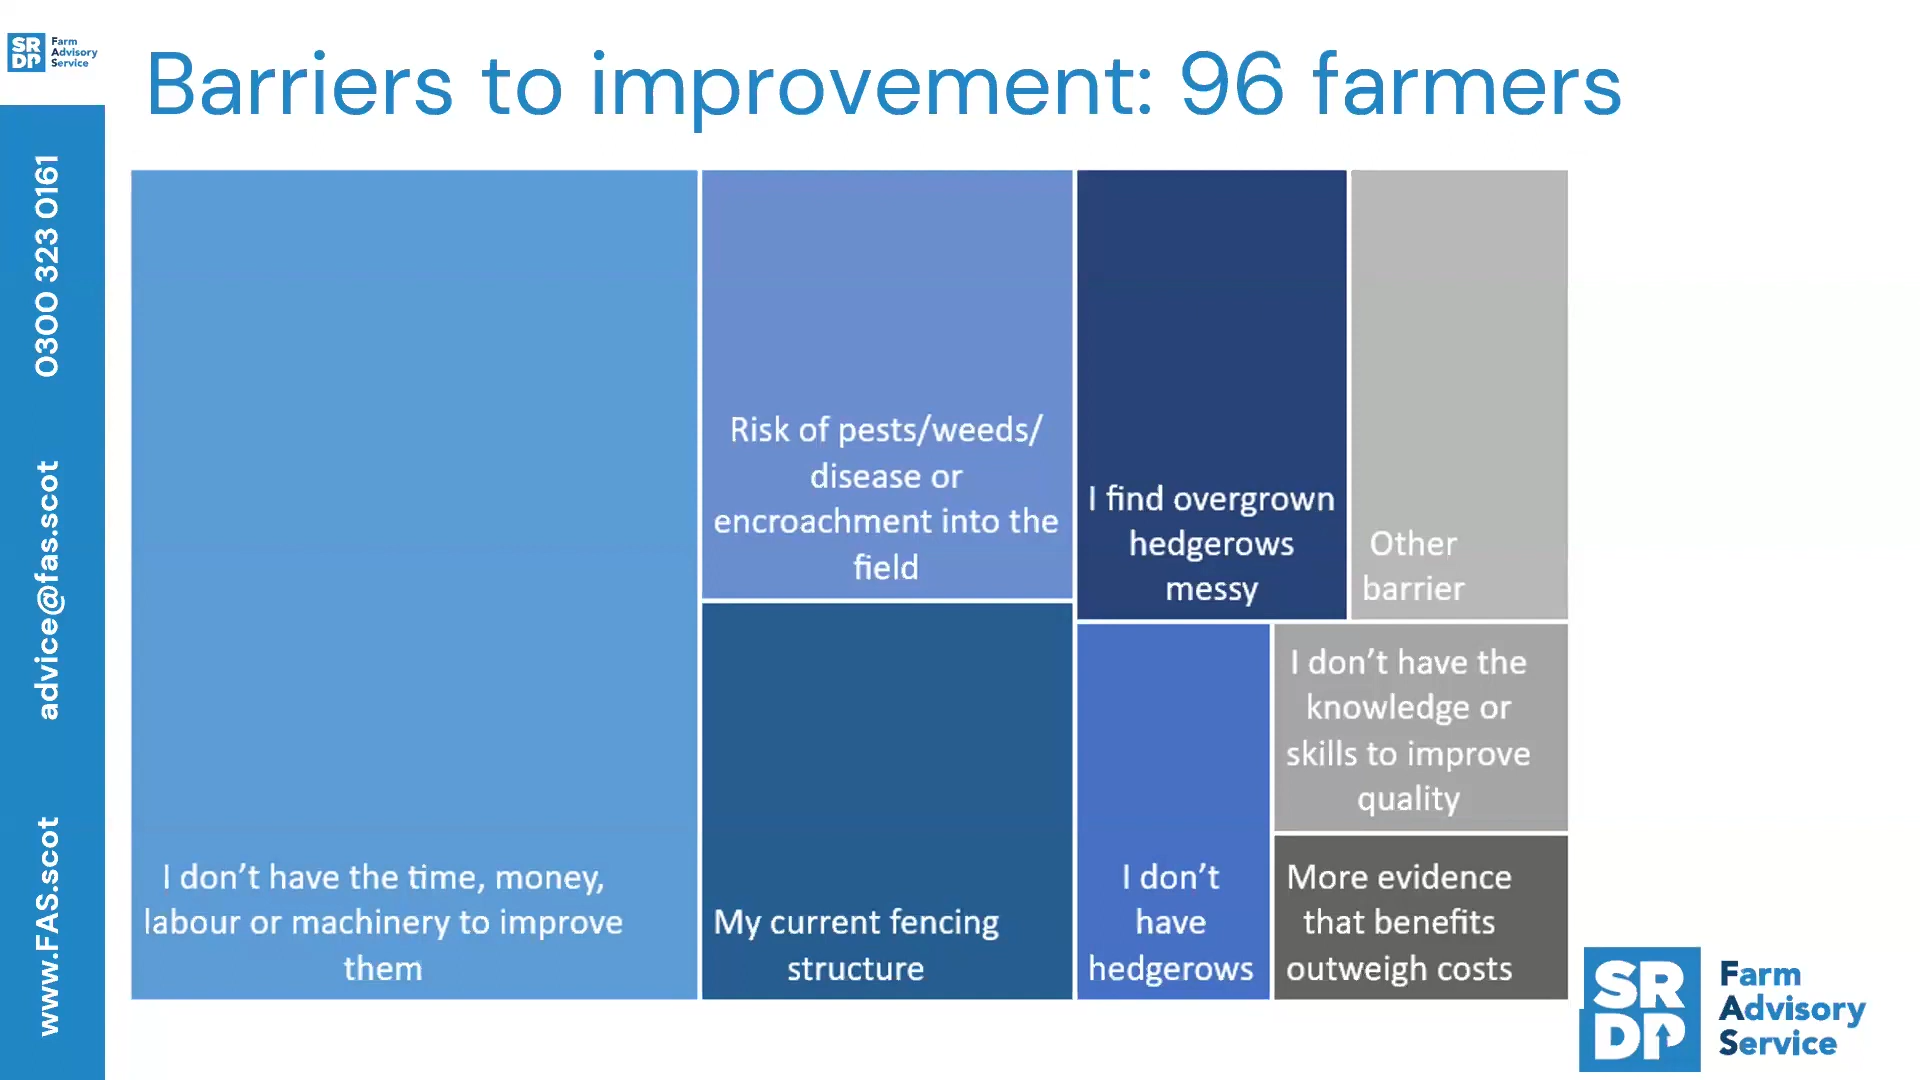 SR
DP
Farm
Advisory
Service
Barriers to improvement: 96 farmers
www.FAS.scot
advice@fas.scot
0300 323 0161
I don’t have the time, money,
labour or machinery to improve
them
Risk of pests/weeds/
disease or
encroachment into the
field
My current fencing
structure
I find overgrown
hedgerows
messy
Other
barrier
I don’t
have
hedgerows
I don’t have the
knowledge or
skills to improve
quality
More evidence
that benefits
outweigh costs
SR
DP
Farm
Advisory
Service